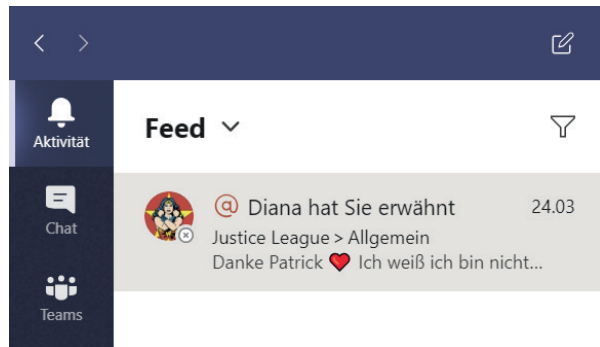 Aktivität
Chat
Teams
Feed
@ Diana hat Sie erwähnt 24.03
Justice League > Allgemein
Danke Patrick ❤️ Ich weiß ich bin nicht...